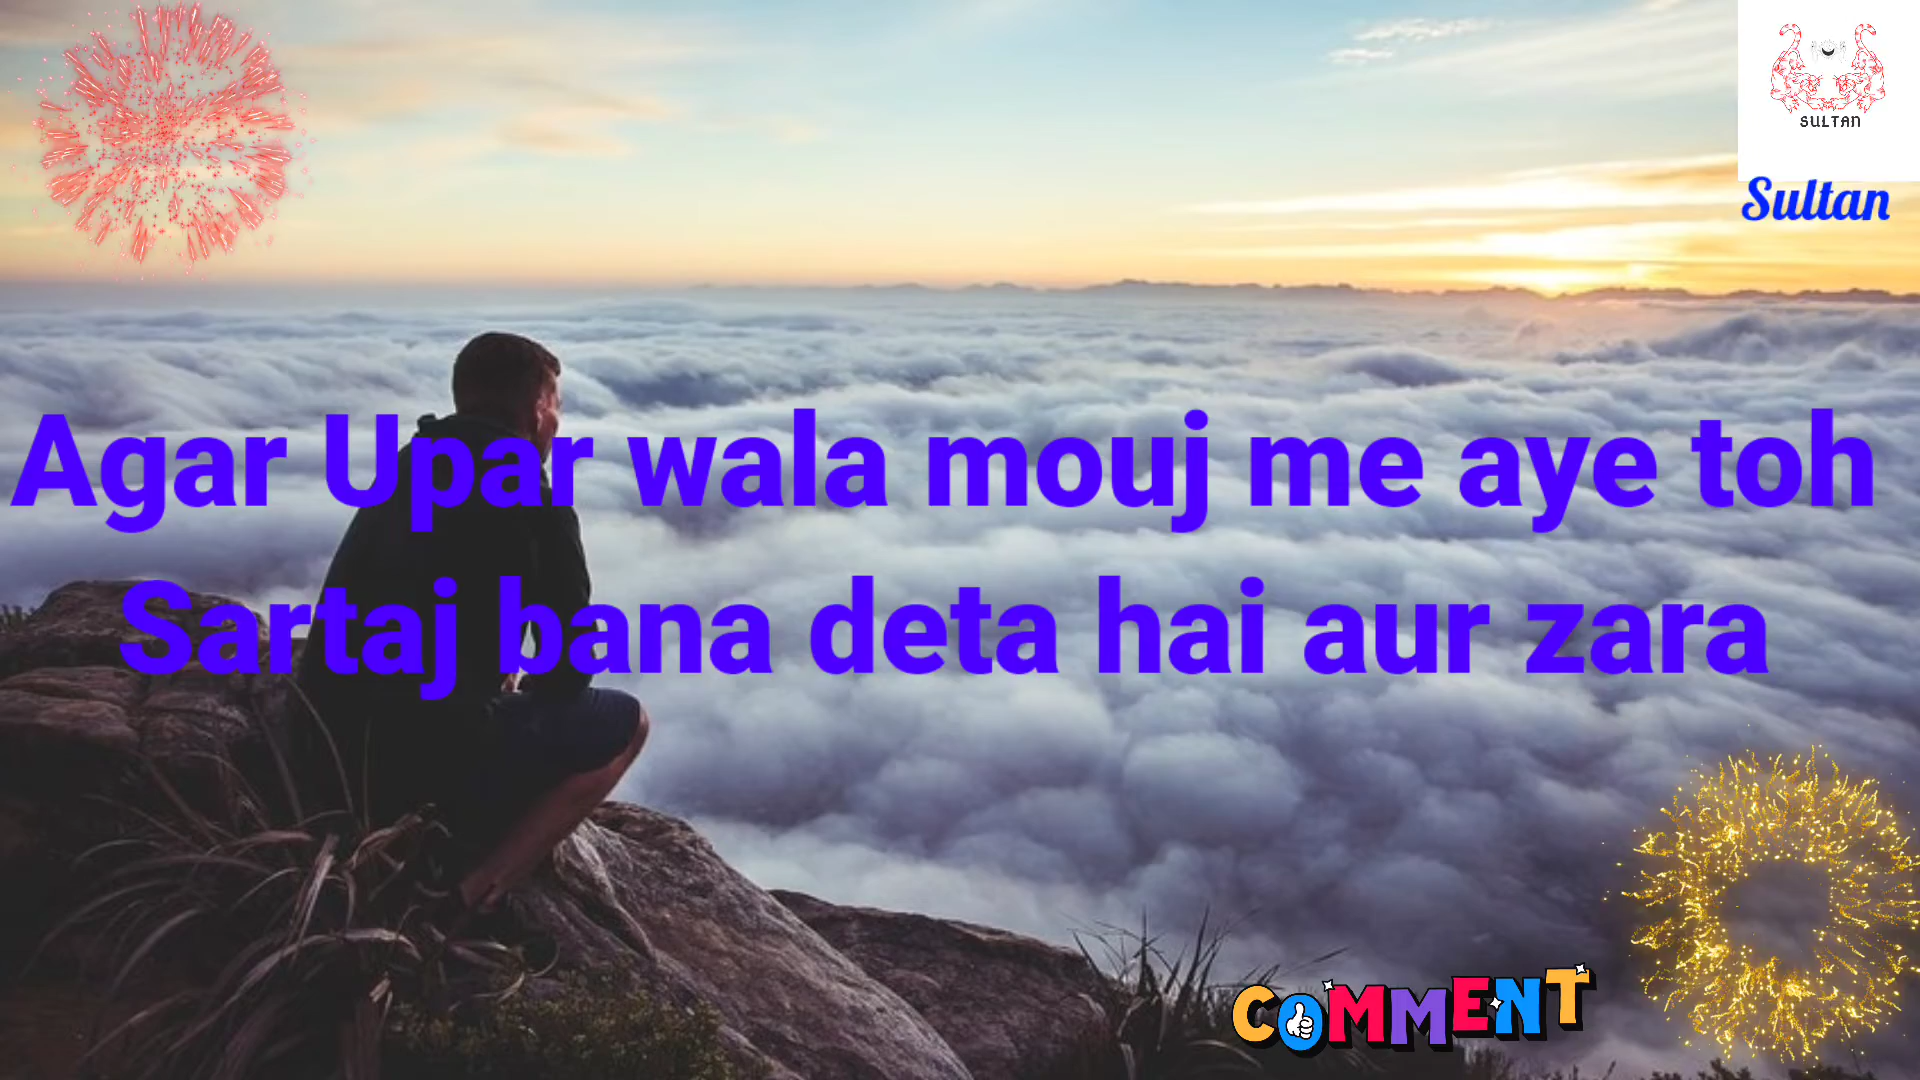 SULTAN
Sultan
Agar Upar wala mouj me aye toh
Sartaj bana deta hai aur zara
COMMENT